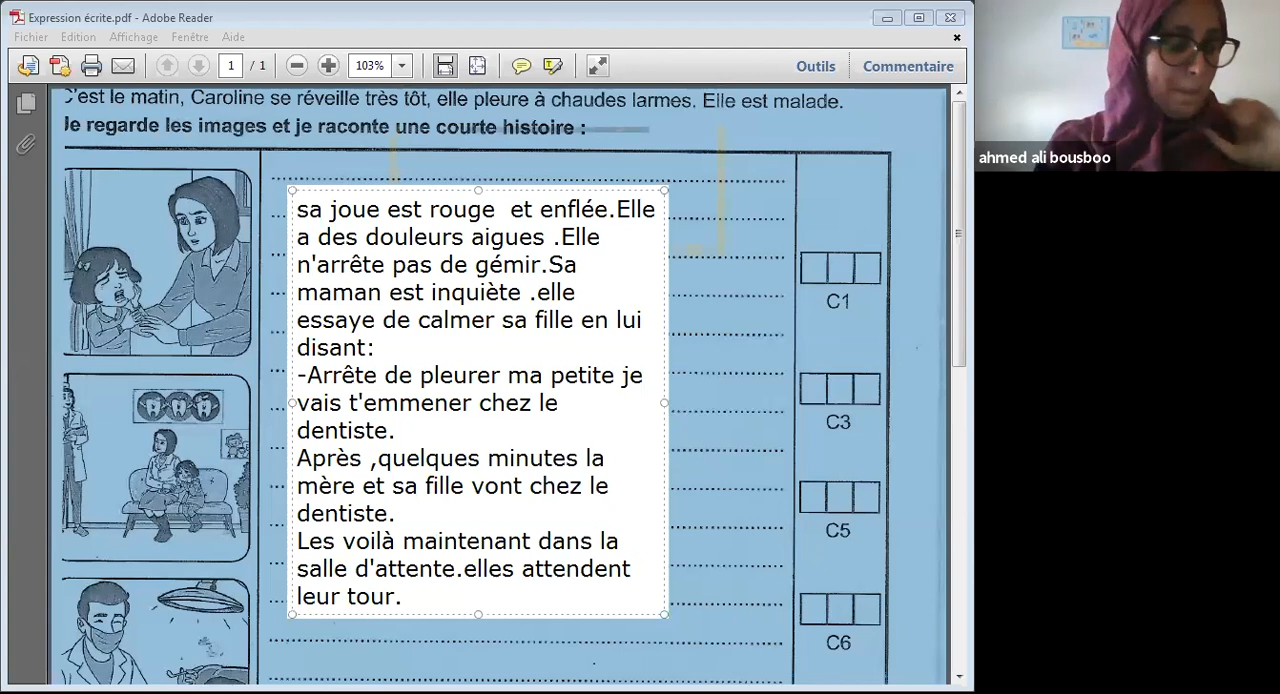 Expression écrite.pdf - Adobe Reader
Fichier Edition Affichage Fenêtre Aide
1 / 1 103% Outils Commentaire
C'est le matin, Caroline se réveille très tôt, elle pleure à chaudes larmes. Elle est malade.
Je regarde les images et je raconte une courte histoire :
ahmed ali bousboo
sa joue est rouge et enflée.Elle
a des douleurs aigues .Elle
n'arrête pas de gémir.Sa
maman est inquiète .elle
essaye de calmer sa fille en lui
disant:
-Arrête de pleurer ma petite je
vais t'emmener chez le
dentiste.
Après ,quelques minutes la
mère et sa fille vont chez le
dentiste.
Les voilà maintenant dans la
salle d'attente.elles attendent
leur tour.
C1
C3
C5
C6